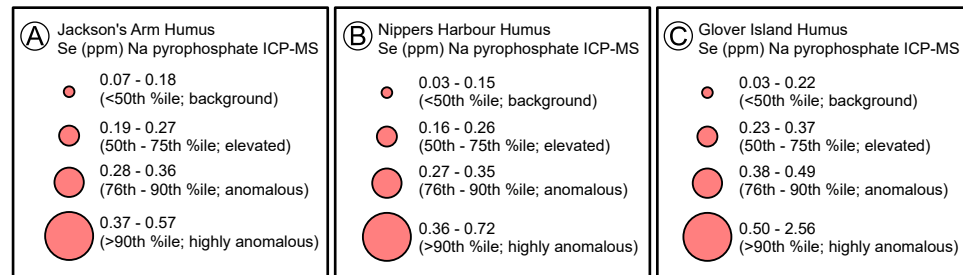 A Jackson's Arm Humus
Se (ppm) Na pyrophosphate ICP-MS
0.07 - 0.18
(<50th %ile; background)
0.19 - 0.27
(50th - 75th %ile; elevated)
0.28 - 0.36
(76th - 90th %ile; anomalous)
0.37 - 0.57
(>90th %ile; highly anomalous)
B Nippers Harbour Humus
Se (ppm) Na pyrophosphate ICP-MS
0.03 - 0.15
(<50th %ile; background)
0.16 - 0.26
(50th - 75th %ile; elevated)
0.27 - 0.35
(76th - 90th %ile; anomalous)
0.36 - 0.72
(>90th %ile; highly anomalous)
C Glover Island Humus
Se (ppm) Na pyrophosphate ICP-MS
0.03 - 0.22
(<50th %ile; background)
0.23 - 0.37
(50th - 75th %ile; elevated)
0.38 - 0.49
(76th - 90th %ile; anomalous)
0.50 - 2.56
(>90th %ile; highly anomalous)